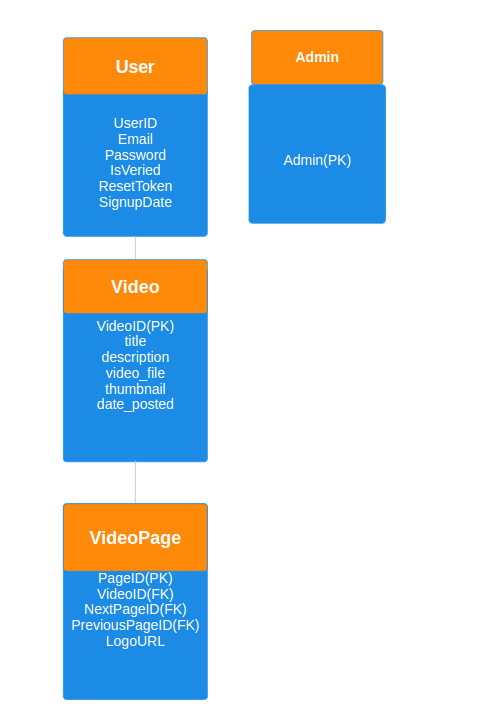 User
UserID
Email
Password
IsVeried
ResetToken
SignupDate
Admin
Admin(PK)
Video
VideoID(PK)
title
description
video_file
thumbnail
date_posted
VideoPage
PageID(PK)
VideoID(FK)
NextPageID(FK)
PreviousPageID(FK)
LogoURL